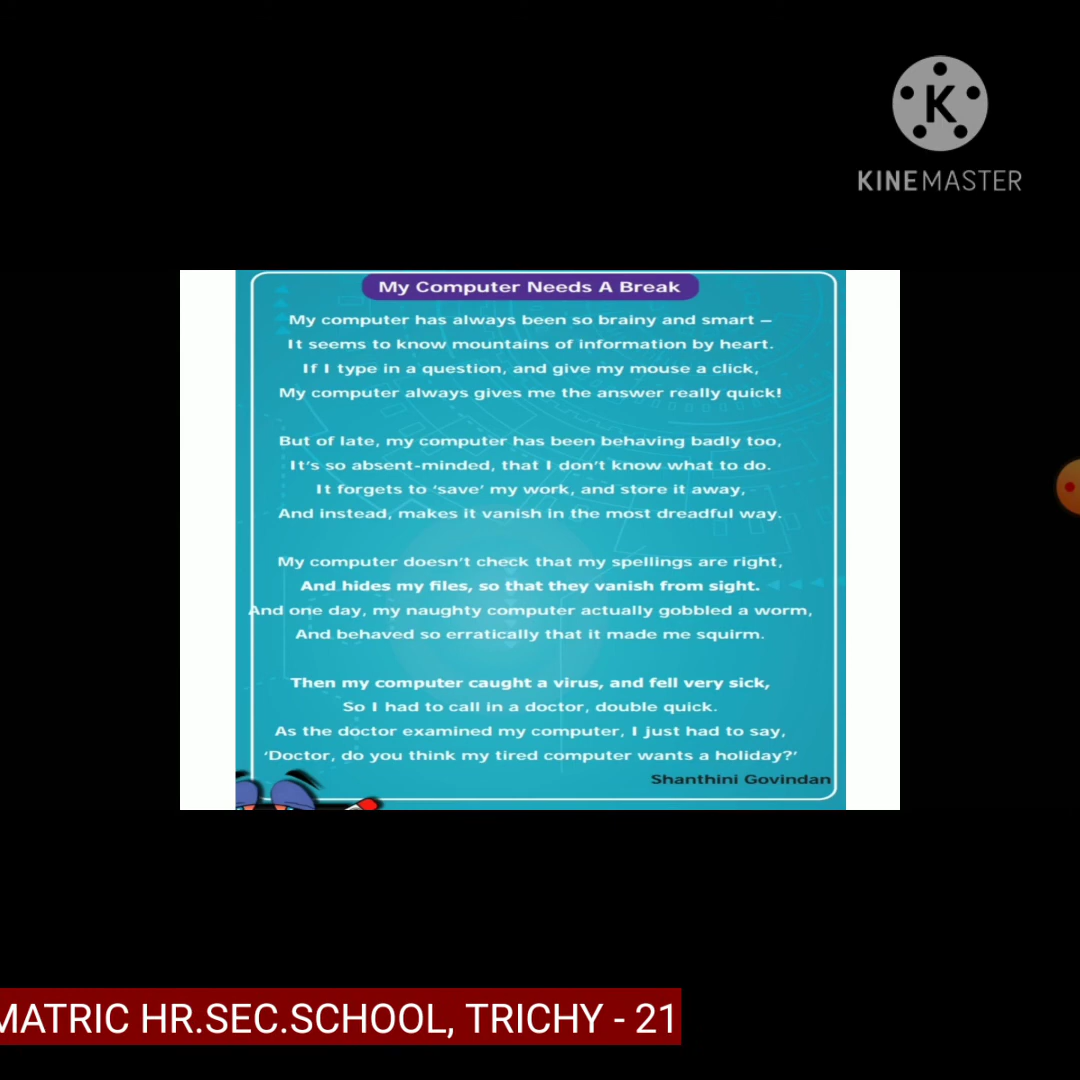 KINEMASTER
My Computer Needs A Break
My computer has always been so brainy and smart –
It seems to know mountains of information by heart.
If I type in a question, and give my mouse a click,
My computer always gives me the answer really quick!
But of late, my computer has been behaving badly too,
It's so absent-minded, that I don't know what to do.
It forgets to 'save' my work, and store it away,
And instead, makes it vanish in the most dreadful way.
My computer doesn't check that my spellings are right,
And hides my files, so that they vanish from sight.
And one day, my naughty computer actually gobbled a worm,
And behaved so erratically that it made me squirm.
Then my computer caught a virus, and fell very sick,
So I had to call in a doctor, double quick.
As the doctor examined my computer, I just had to say,
'Doctor, do you think my tired computer wants a holiday?'
Shanthini Govindan
MATRIC HR.SEC.SCHOOL, TRICHY - 21